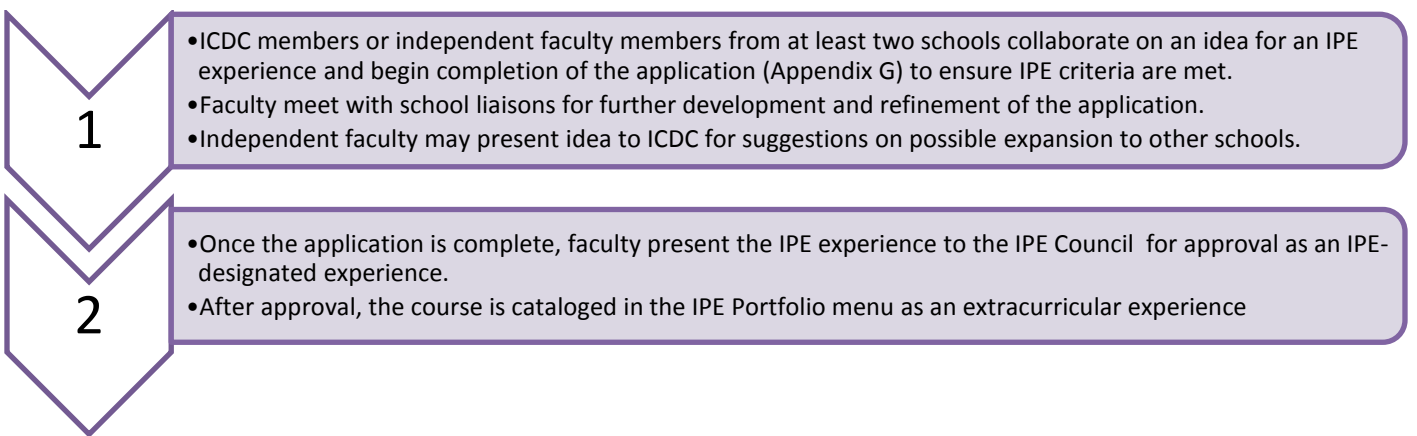 1
•ICDC members or independent faculty members from at least two schools collaborate on an idea for an IPE
experience and begin completion of the application (Appendix G) to ensure IPE criteria are met.
•Faculty meet with school liaisons for further development and refinement of the application.
•Independent faculty may present idea to ICDC for suggestions on possible expansion to other schools.
2
•Once the application is complete, faculty present the IPE experience to the IPE Council for approval as an IPE-
designated experience.
•After approval, the course is cataloged in the IPE Portfolio menu as an extracurricular experience